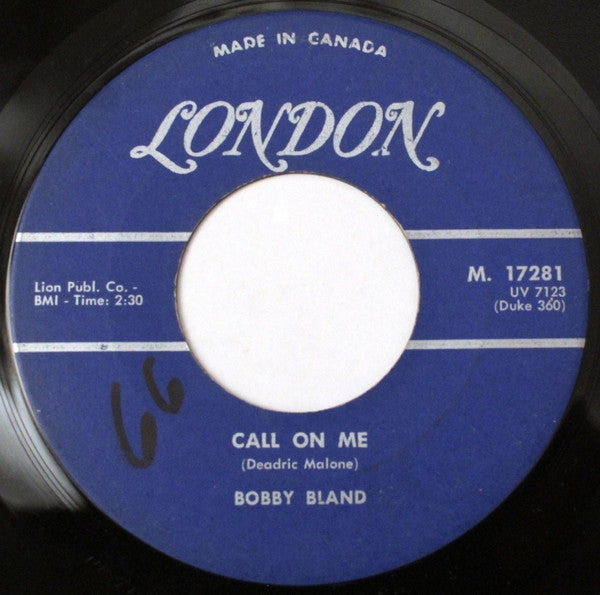 MADE IN CANADA
LONDON
Lion Publ. Co. -
BMI - Time: 2:30
M. 17281
UV 7123
(Duke 360)
66
CALL ON ME
(Deadric Malone)
BOBBY BLAND